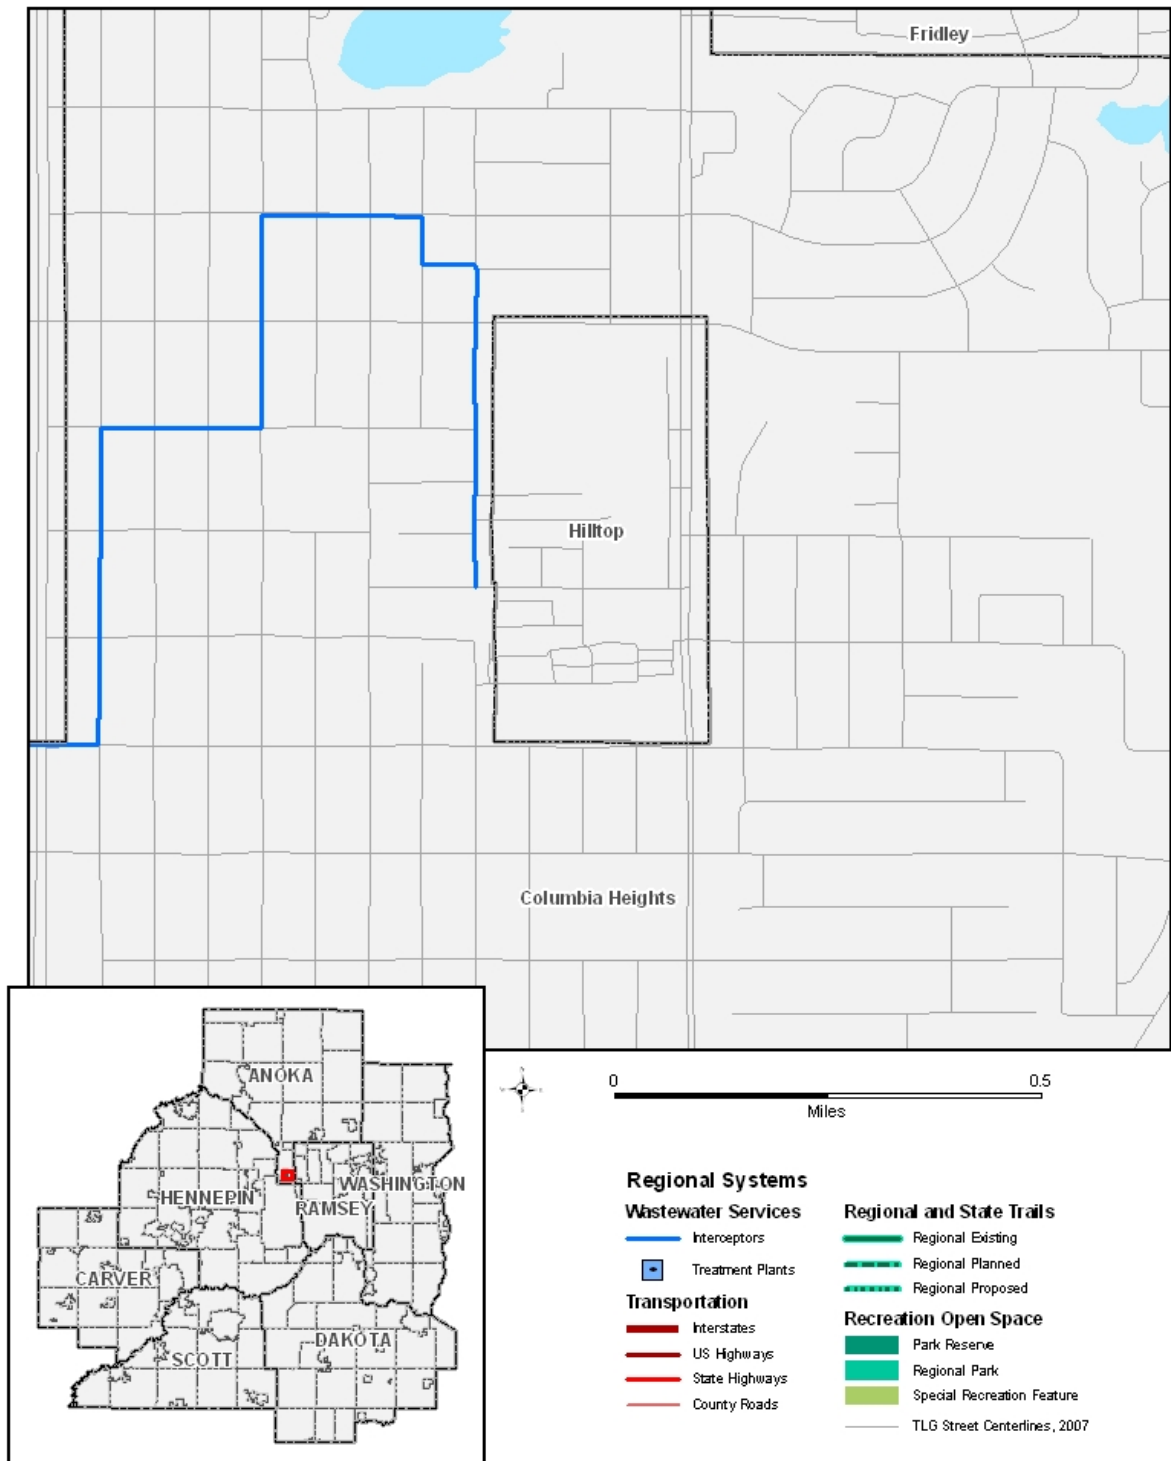 Fridley
Hilltop
Columbia Heights
ANOKA
WASHINGTON
HENNEPIN
RAMSEY
CARVER
DAKOTA
SCOTT
0 0.5
Miles
Regional Systems
Wastewater Services
Interceptors
Treatment Plants
Transportation
Interstates
US Highways
State Highways
County Roads
Regional and State Trails
Regional Existing
Regional Planned
Regional Proposed
Recreation Open Space
Park Reserve
Regional Park
Special Recreation Feature
TLG Street Centerlines, 2007